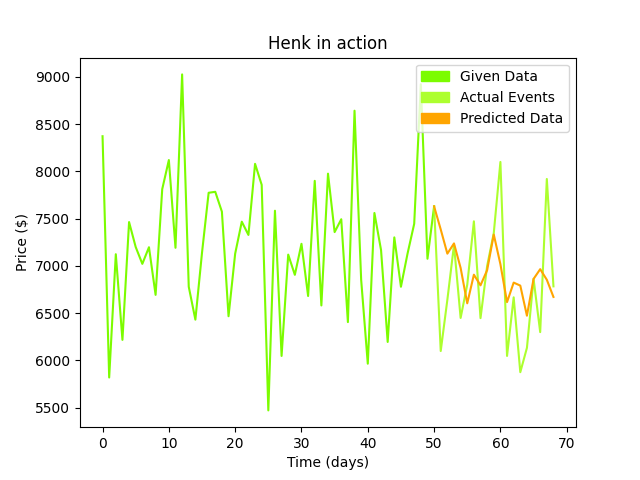 Henk in action
Given Data
Actual Events
Predicted Data
Price ($)
9000
8500
8000
7500
7000
6500
6000
5500
0 10 20 30 40 50 60 70
Time (days)